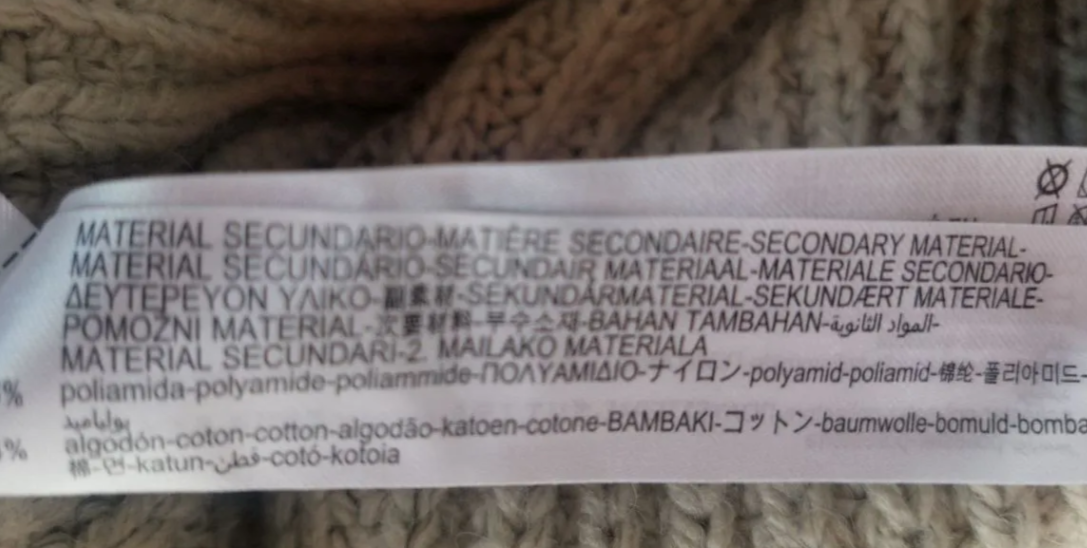 MATERIAL SECUNDARIO-MATIÈRE SECONDAIRE-SECONDARY MATERIAL-
MATERIAL SECUNDÁRIO-SECUNDAIR MATERIAAL-MATERIALE SECONDARIO-
ΔΕΥΤΕΡΕΥΟΝ ΥΛΙΚΟ-副素材-SEKUNDÄRMATERIAL-SEKUNDÆRT MATERIALE-
POMOŽNI MATERIAL-次要材料-부수소재-BAHAN TAMBAHAN-المواد الثانوية-
MATERIAL SECUNDARI-2. MAILAKO MATERIALA
% poliamida-polyamide-poliammide-ΠΟΛΥΑΜΙΔΙΟ-ナイロン-polyamid-poliamid-锦纶-폴리아미드-
بولياميد
% algodón-coton-cotton-algodão-katoen-cotone-BAMBAKI-コットン-baumwolle-bomuld-bomba
棉-면-katun-قطن-cotó-kotoia